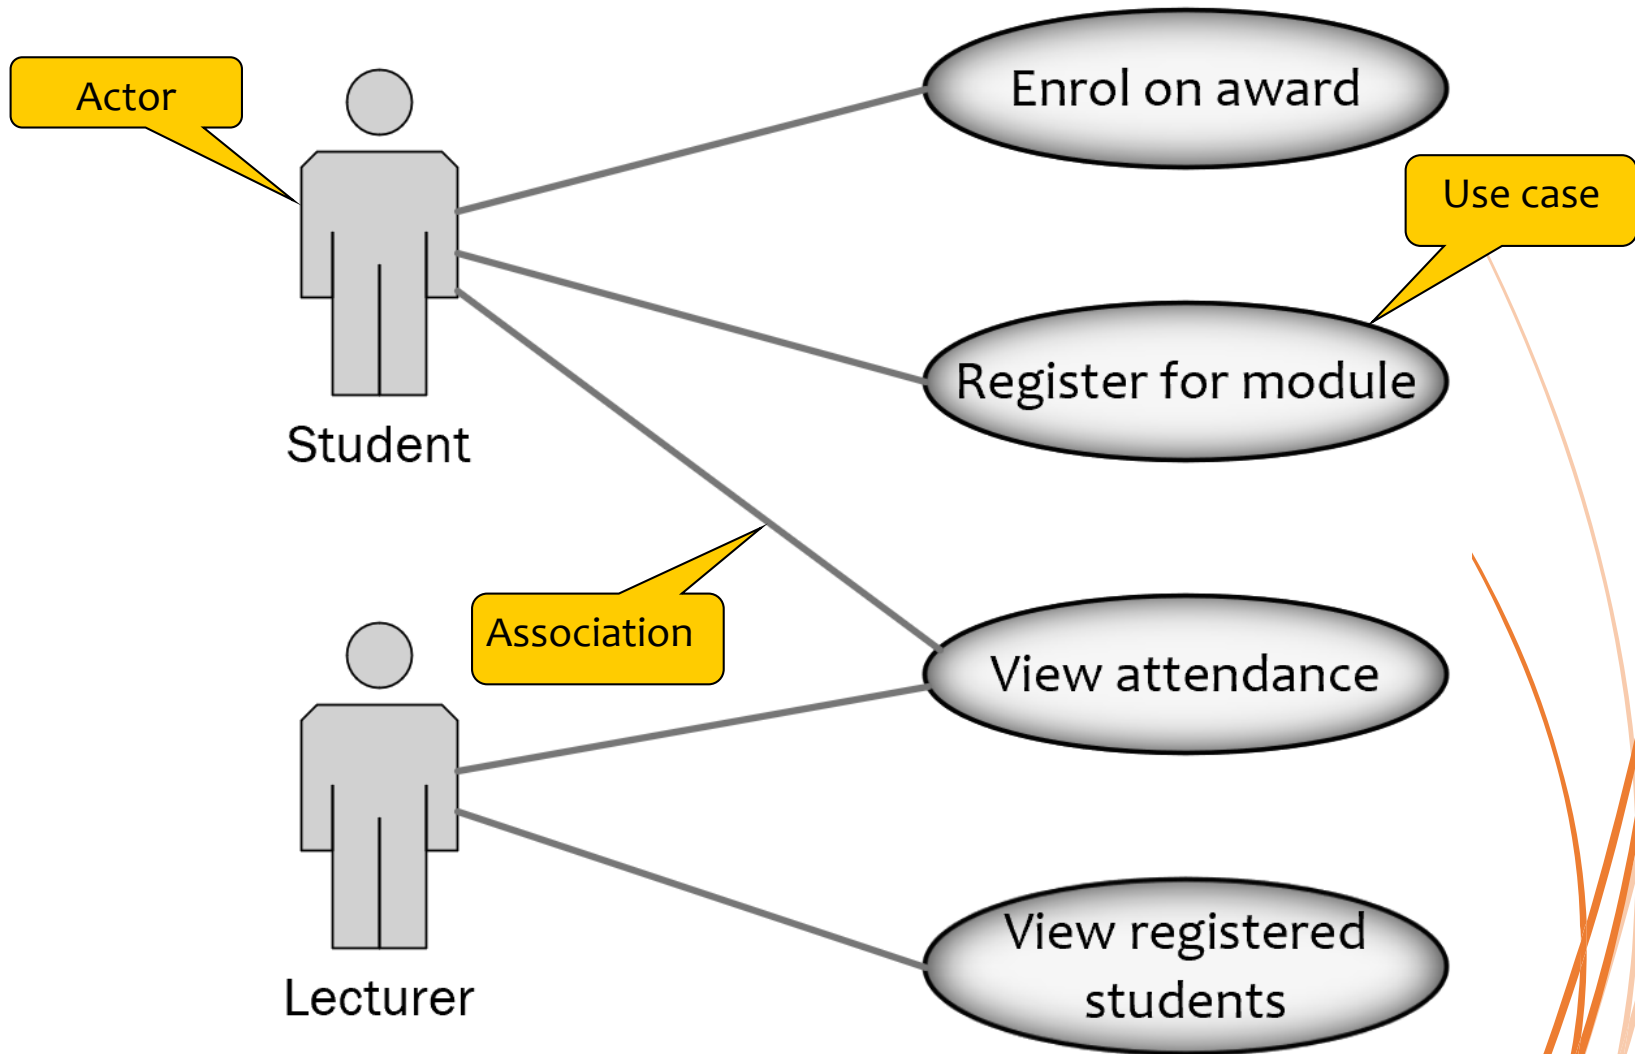 Actor
Enrol on award
Use case
Register for module
Student
Association
View attendance
View registered
students
Lecturer